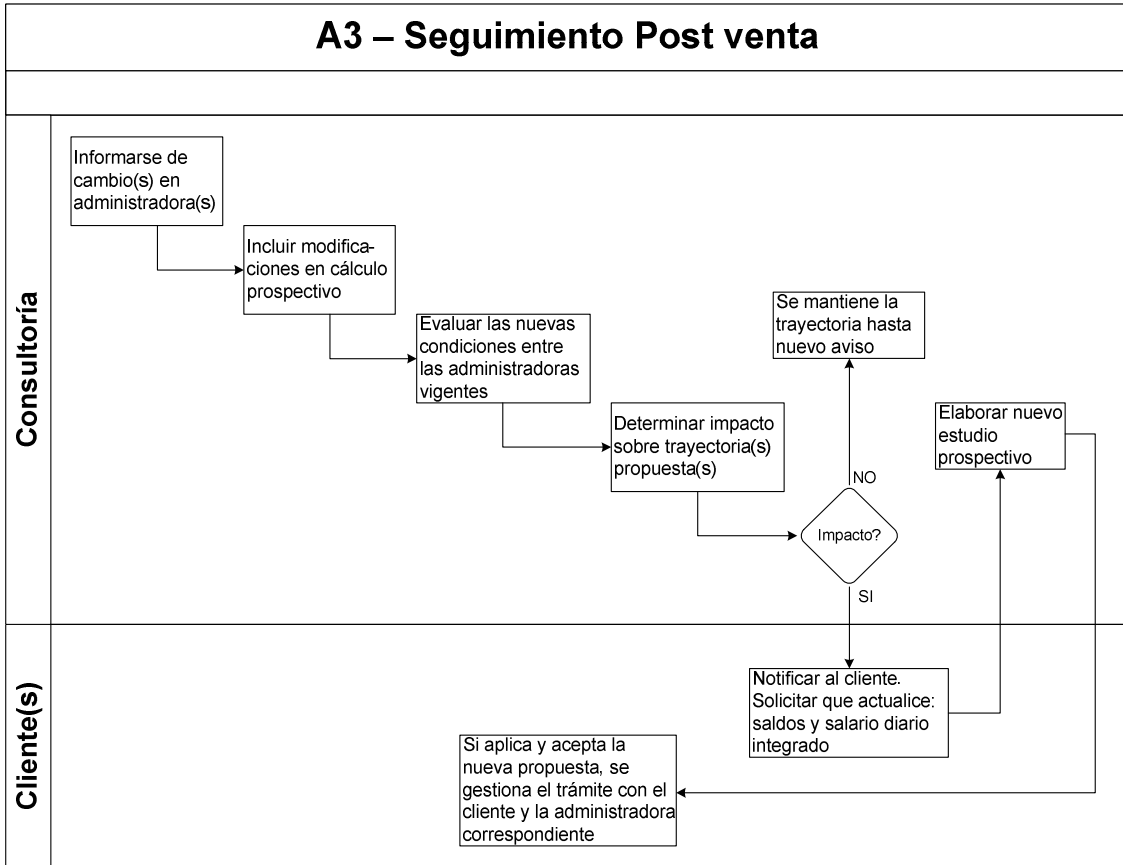 A3 – Seguimiento Post venta
Consultoría
Informarse de
cambio(s) en
administradora(s)
Incluir modifica-
ciones en cálculo
prospectivo
Evaluar las nuevas
condiciones entre
las administradoras
vigentes
Determinar impacto
sobre trayectoria(s)
propuesta(s)
Se mantiene la
trayectoria hasta
nuevo aviso
NO
Impacto?
SI
Elaborar nuevo
estudio
prospectivo
Cliente(s)
Notificar al cliente.
Solicitar que actualice:
saldos y salario diario
integrado
Si aplica y acepta la
nueva propuesta, se
gestiona el trámite con el
cliente y la administradora
correspondiente